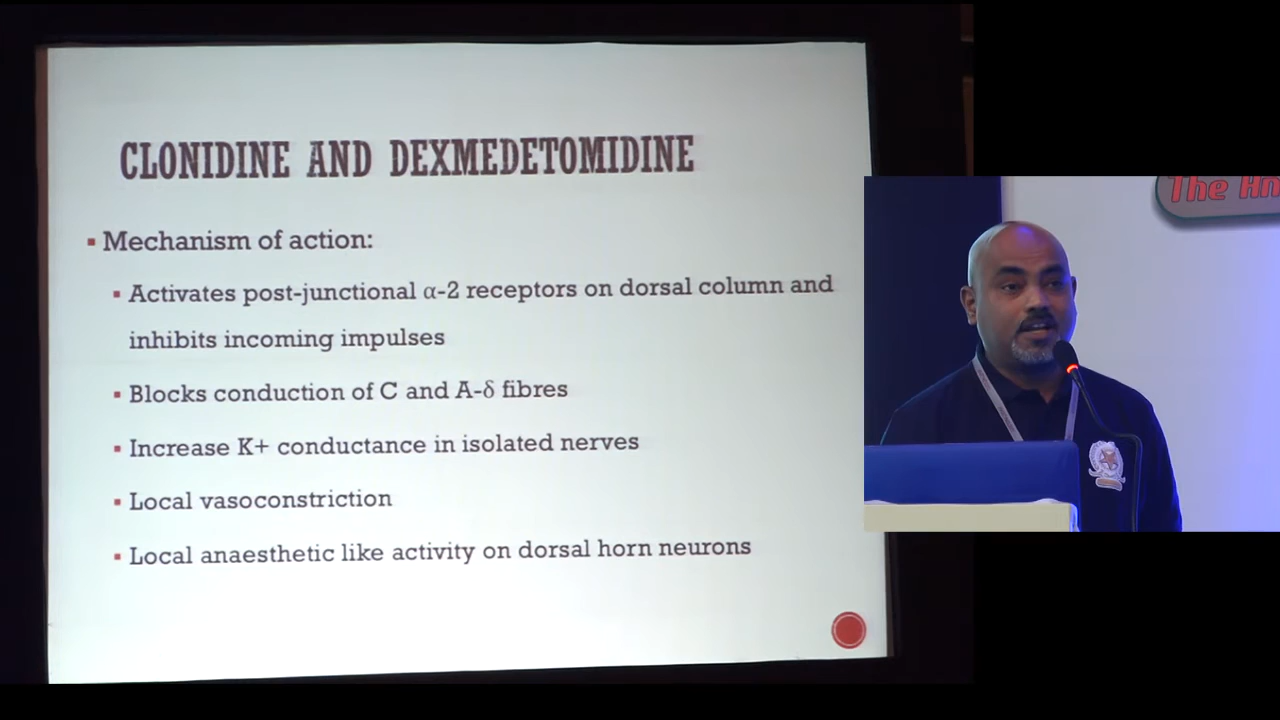 CLONIDINE AND DEXMEDETOMIDINE
▪ Mechanism of action:
▪ Activates post-junctional α-2 receptors on dorsal column and
inhibits incoming impulses
▪ Blocks conduction of C and A-δ fibres
▪ Increase K+ conductance in isolated nerves
▪ Local vasoconstriction
▪ Local anaesthetic like activity on dorsal horn neurons
The